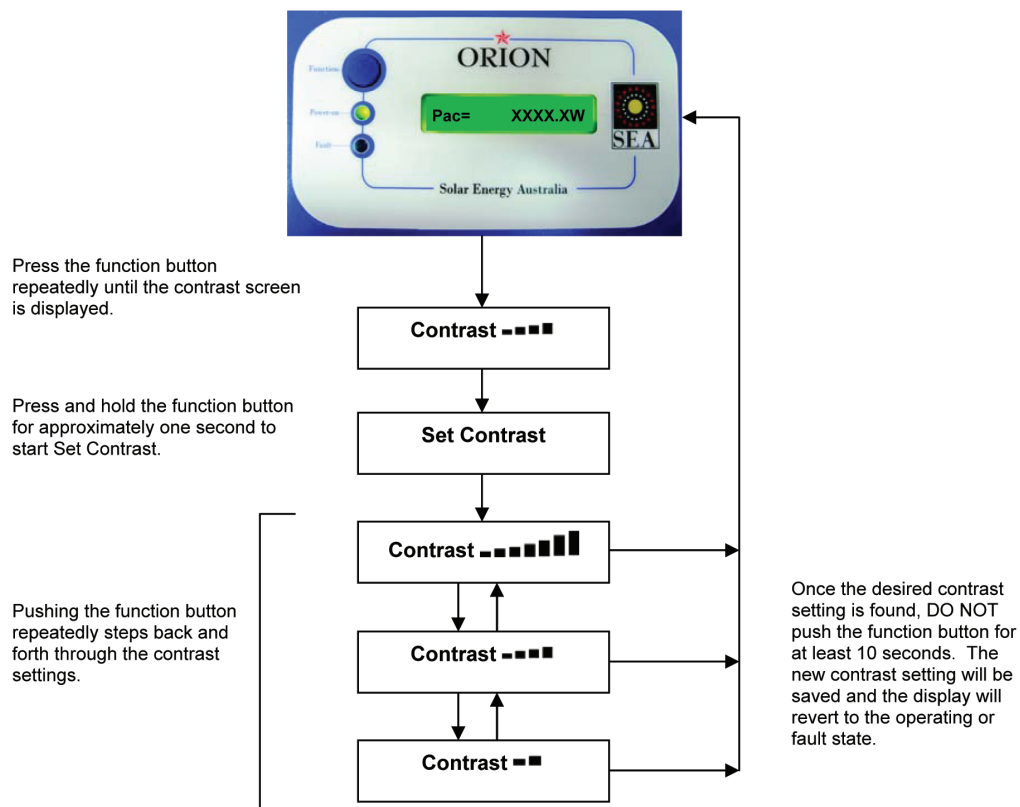 ORION
Function
Pac= XXXX.XW
Power-on
SEA
Fault
Solar Energy Australia
Press the function button
repeatedly until the contrast screen
is displayed.
Contrast
Press and hold the function button
for approximately one second to
start Set Contrast.
Set Contrast
Contrast
Pushing the function button
repeatedly steps back and
forth through the contrast
settings.
Contrast
Contrast
Once the desired contrast
setting is found, DO NOT
push the function button for
at least 10 seconds. The
new contrast setting will be
saved and the display will
revert to the operating or
fault state.